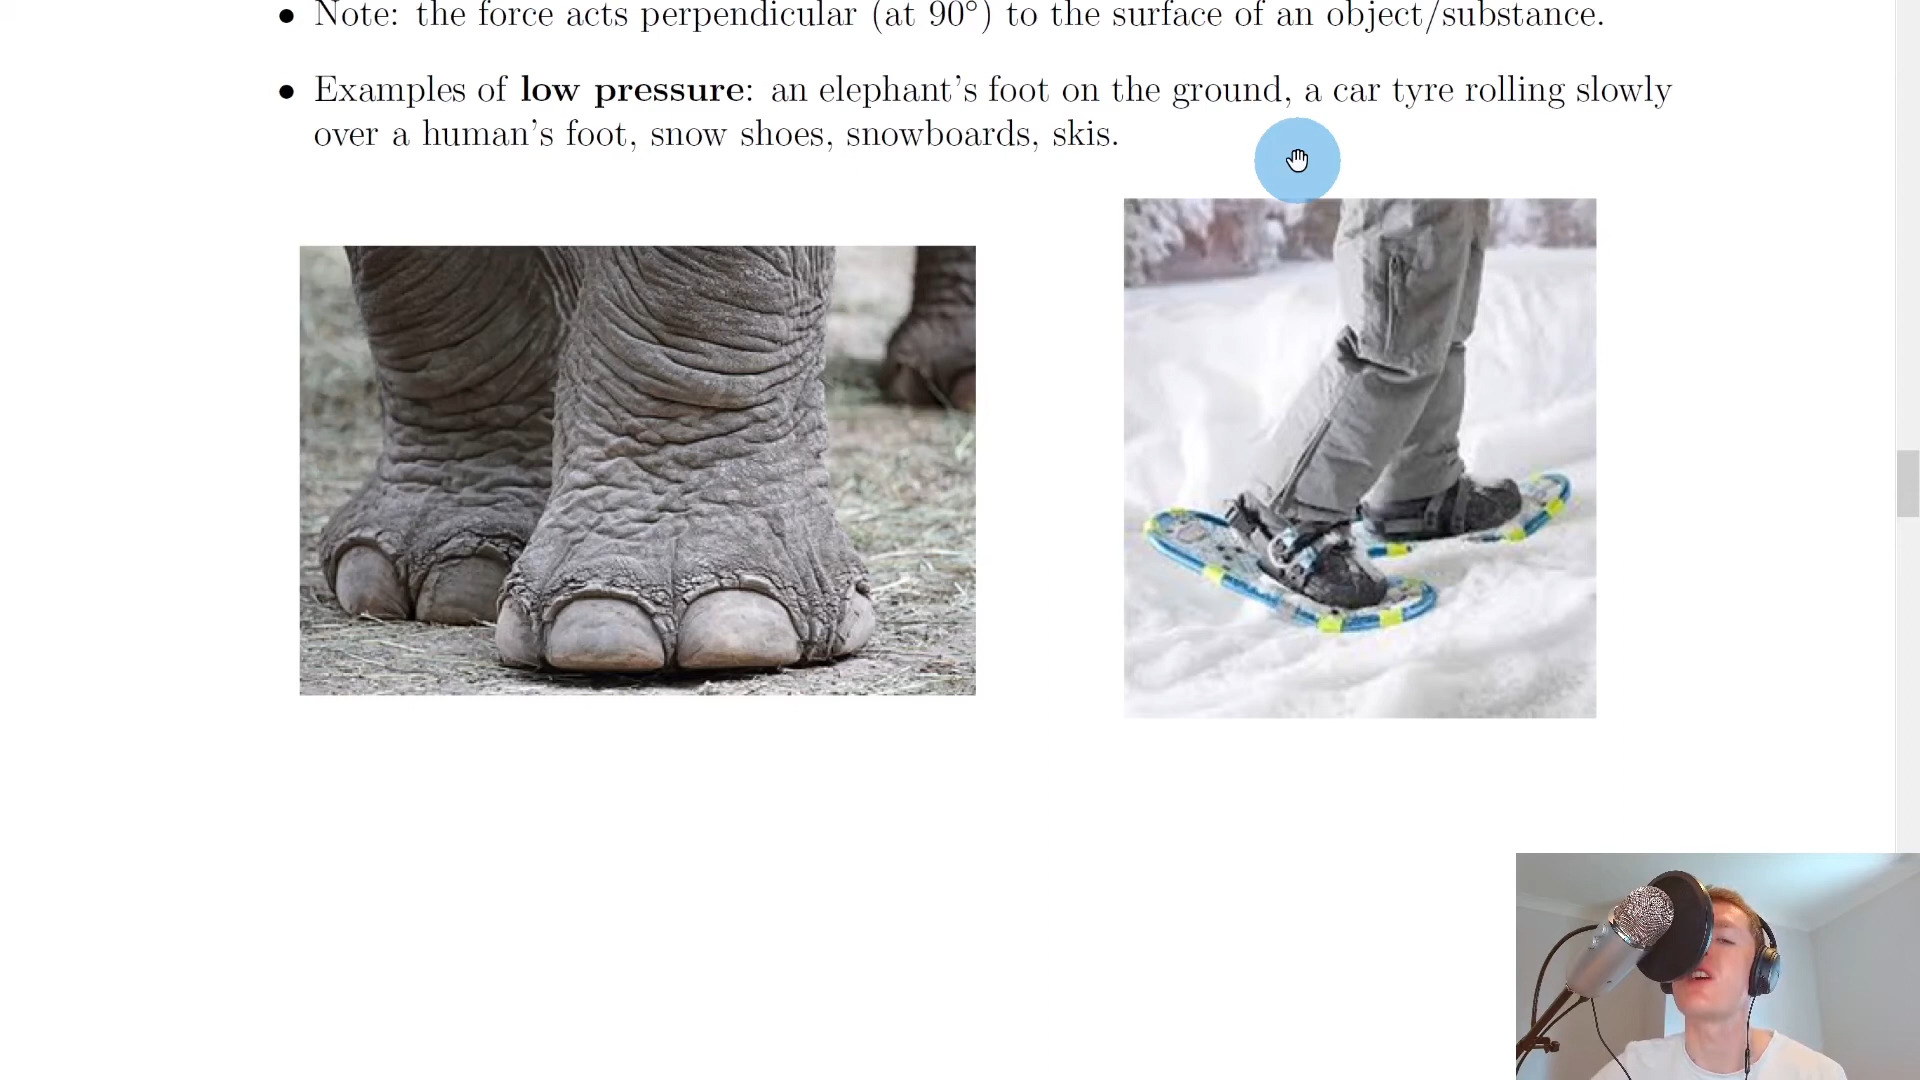 • Note: the force acts perpendicular (at 90°) to the surface of an object/substance.
• Examples of low pressure: an elephant's foot on the ground, a car tyre rolling slowly
over a human's foot, snow shoes, snowboards, skis.